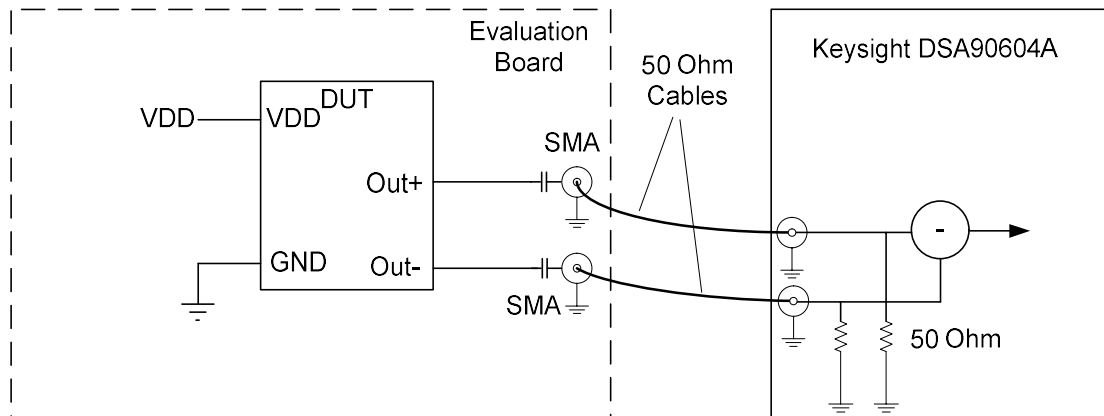 Evaluation
Board
Keysight DSA90604A
50 Ohm
Cables
DUT
VDD
VDD
SMA
Out+
GND
Out-
SMA
-
50 Ohm